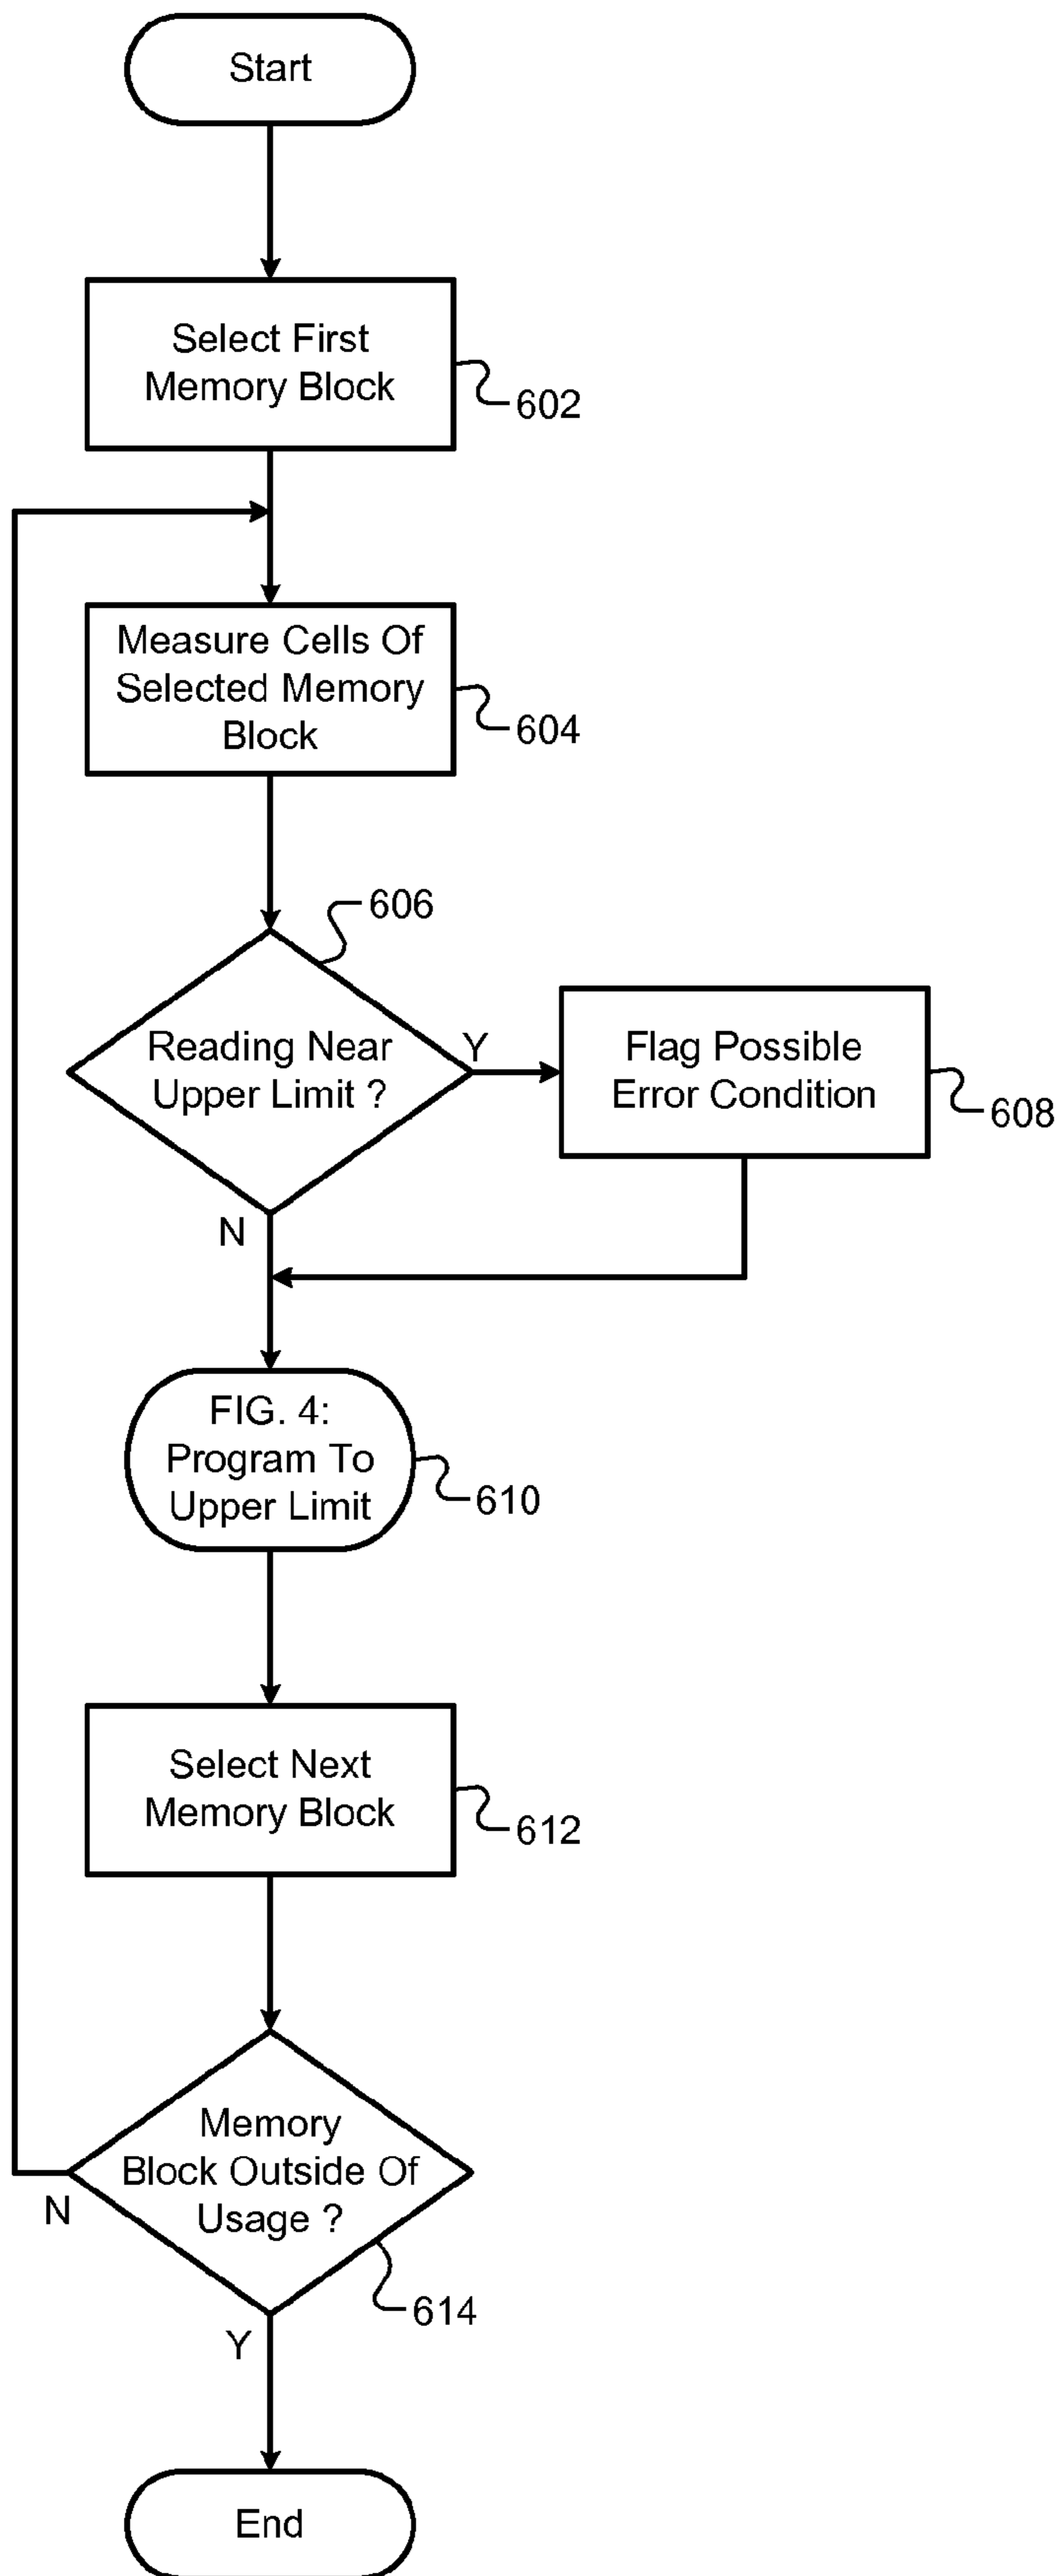 Start
Select First
Memory Block
602
Measure Cells Of
Selected Memory
Block
604
606
Reading Near
Upper Limit ?
Y
Flag Possible
Error Condition
608
N
FIG. 4:
Program To
Upper Limit
610
Select Next
Memory Block
612
Memory
Block Outside Of
Usage ?
N
614
Y
End